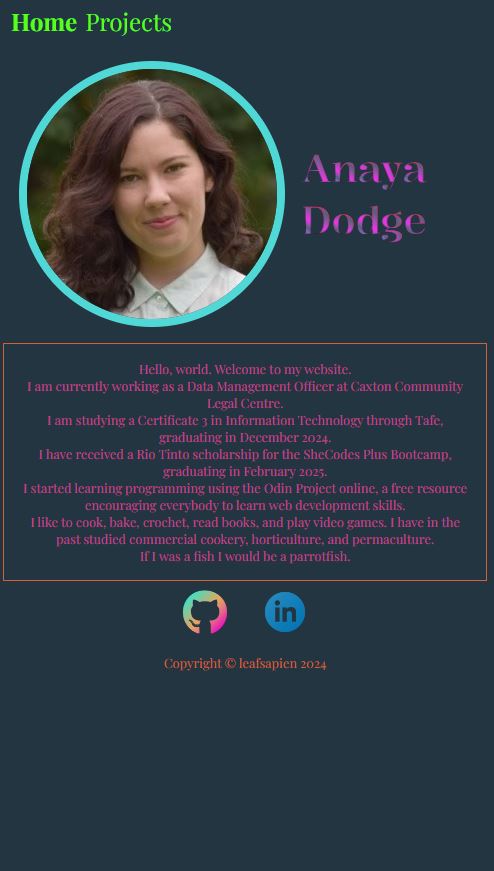 Home Projects
Anaya
Dodge
Hello, world. Welcome to my website.
I am currently working as a Data Management Officer at Caxton Community
Legal Centre.
I am studying a Certificate 3 in Information Technology through Tafe,
graduating in December 2024.
I have received a Rio Tinto scholarship for the SheCodes Plus Bootcamp,
graduating in February 2025.
I started learning programming using the Odin Project online, a free resource
encouraging everybody to learn web development skills.
I like to cook, bake, crochet, read books, and play video games. I have in the
past studied commercial cookery, horticulture, and permaculture.
If I was a fish I would be a parrotfish.
in
Copyright © leafsapien 2024